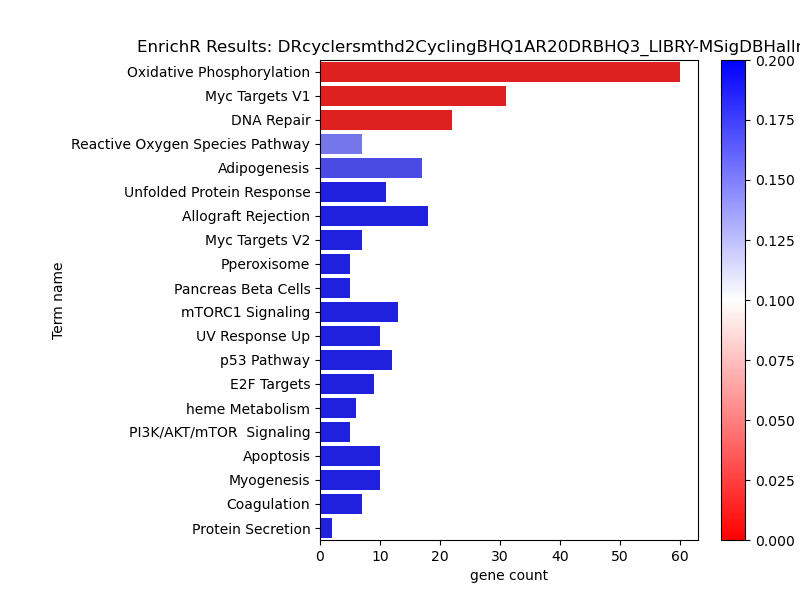 EnrichR Results: DRcyclersmthd2CyclingBHQ1AR20DRBHQ3_LIBRY-MSigDBHallr
Oxidative Phosphorylation
Myc Targets V1
DNA Repair
Reactive Oxygen Species Pathway
Adipogenesis
Unfolded Protein Response
Allograft Rejection
Myc Targets V2
Pperoxisome
Pancreas Beta Cells
mTORC1 Signaling
UV Response Up
p53 Pathway
E2F Targets
heme Metabolism
PI3K/AKT/mTOR  Signaling
Apoptosis
Myogenesis
Coagulation
Protein Secretion
Term name
0 10 20 30 40 50 60
gene count
0.200
0.175
0.150
0.125
0.100
0.075
0.050
0.025
0.000